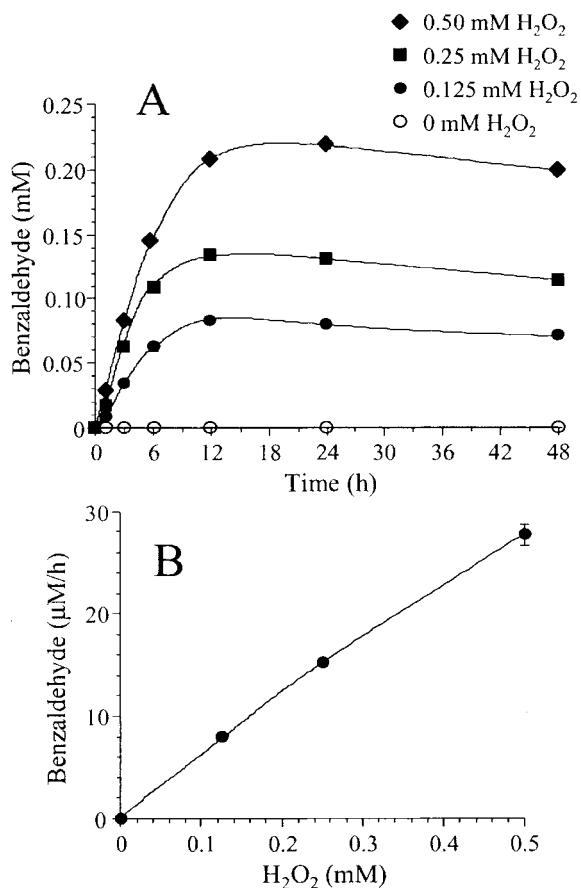 ◆ 0.50 mM H₂O₂
■ 0.25 mM H₂O₂
● 0.125 mM H₂O₂
○ 0 mM H₂O₂
A
0.25
0.20
0.15
0.10
0.05
0
Benzaldehyde (mM)
0 6 12 18 24 30 36 42 48
Time (h)
B
30
20
10
0
Benzaldehyde (μM/h)
0 0.1 0.2 0.3 0.4 0.5
H₂O₂ (mM)